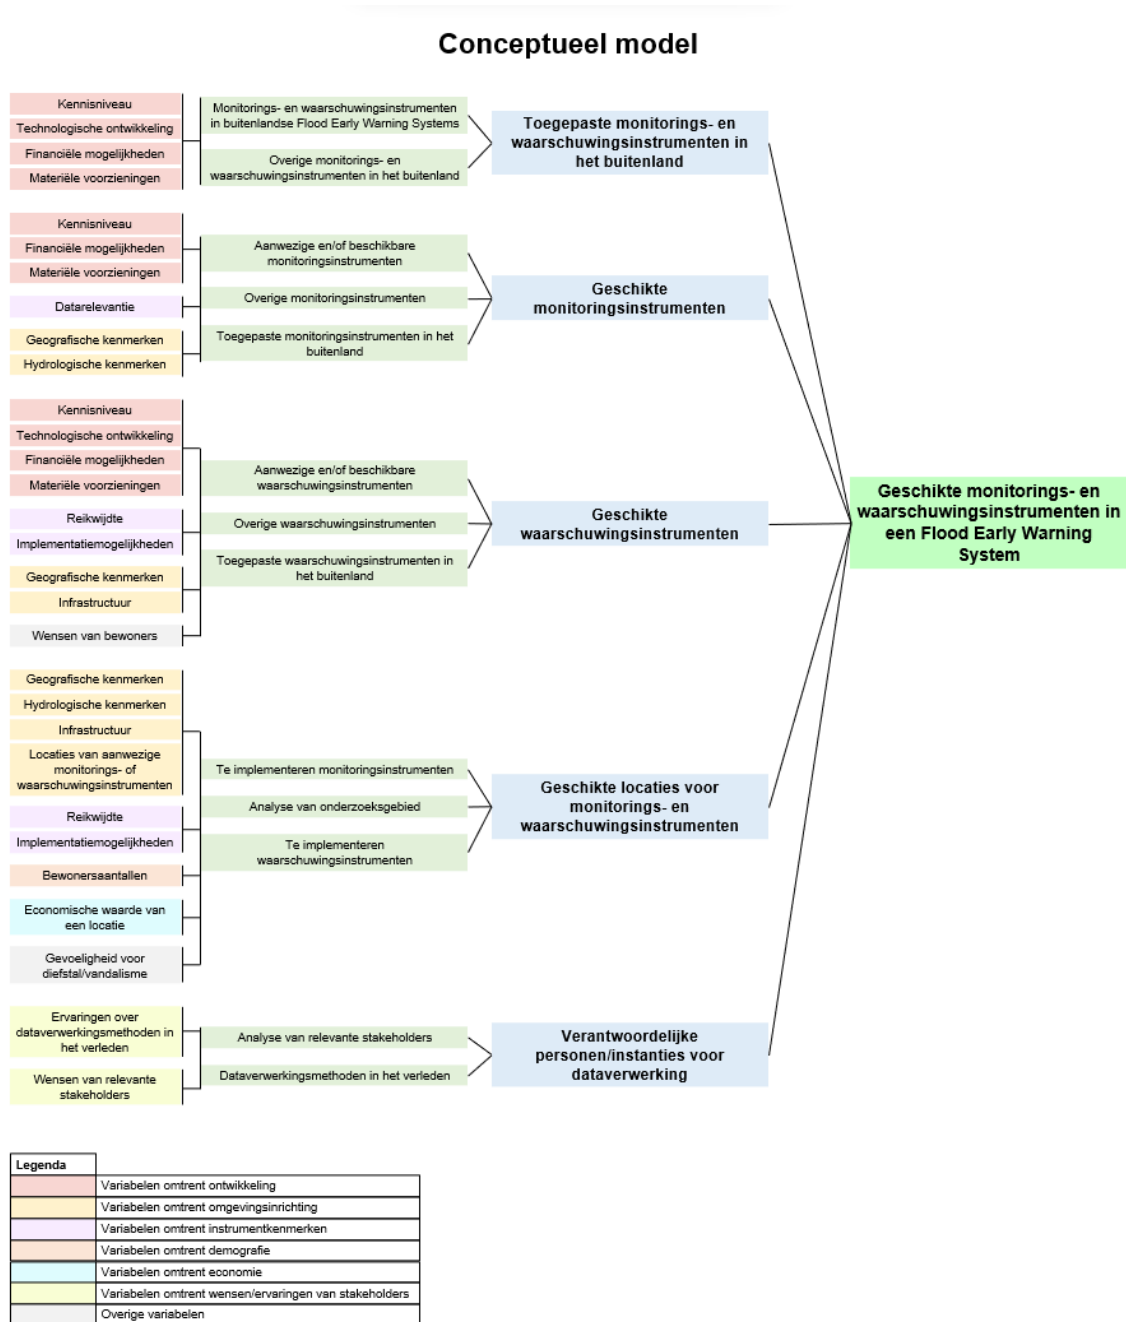 Conceptueel model
Kennisniveau
Technologische ontwikkeling
Financiële mogelijkheden
Materiële voorzieningen
Monitorings- en waarschuwingsinstrumenten
in buitenlandse Flood Early Warning Systems
Overige monitorings- en
waarschuwingsinstrumenten in het buitenland
Toegepaste monitorings- en
waarschuwingsinstrumenten in
het buitenland
Kennisniveau
Financiële mogelijkheden
Materiële voorzieningen
Datarelevantie
Geografische kenmerken
Hydrologische kenmerken
Aanwezige en/of beschikbare
monitoringsinstrumenten
Overige monitoringsinstrumenten
Toegepaste monitoringsinstrumenten in het
buitenland
Geschikte
monitoringsinstrumenten
Kennisniveau
Technologische ontwikkeling
Financiële mogelijkheden
Materiële voorzieningen
Reikwijdte
Implementatiemogelijkheden
Geografische kenmerken
Infrastructuur
Wensen van bewoners
Aanwezige en/of beschikbare
waarschuwingsinstrumenten
Overige waarschuwingsinstrumenten
Toegepaste waarschuwingsinstrumenten in
het buitenland
Geschikte
waarschuwingsinstrumenten
Geschikte monitorings- en
waarschuwingsinstrumenten in
een Flood Early Warning
System
Geografische kenmerken
Hydrologische kenmerken
Infrastructuur
Locaties van aanwezige
monitorings- of
waarschuwingsinstrumenten
Reikwijdte
Implementatiemogelijkheden
Bewonersaantallen
Economische waarde van
een locatie
Gevoeligheid voor
diefstal/vandalisme
Te implementeren monitoringsinstrumenten
Analyse van onderzoeksgebied
Te implementeren
waarschuwingsinstrumenten
Geschikte locaties voor
monitorings- en
waarschuwingsinstrumenten
Ervaringen over
dataverwerkingsmethoden in
het verleden
Wensen van relevante
stakeholders
Analyse van relevante stakeholders
Dataverwerkingsmethoden in het verleden
Verantwoordelijke
personen/instanties voor
dataverwerking
Legenda
Variabelen omtrent ontwikkeling
Variabelen omtrent omgevingsinrichting
Variabelen omtrent instrumentkenmerken
Variabelen omtrent demografie
Variabelen omtrent economie
Variabelen omtrent wensen/ervaringen van stakeholders
Overige variabelen